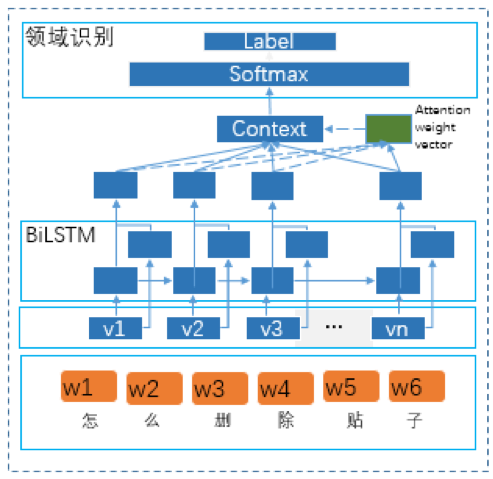 领域识别
Label
Softmax
Context
Attention
weight
vector
BiLSTM
v1 v2 v3 ... vn
w1 w2 w3 w4 w5 w6
怎 么 删 除 贴 子